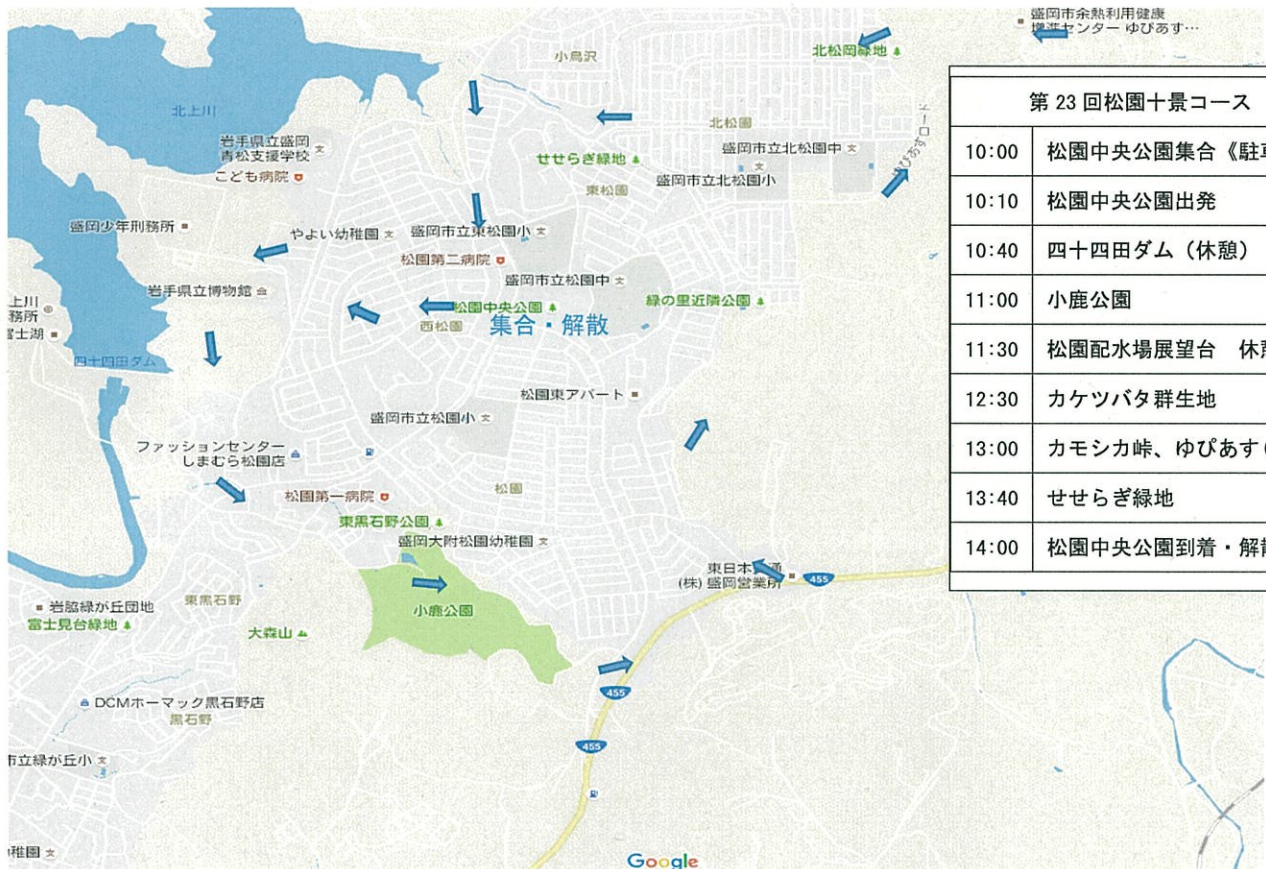 盛岡市余熱利用健康
増進センター ゆぴあす…
北松岡緑地
小鳥沢
北上川
北松園
ゆぴあすロード
岩手県立盛岡
青松支援学校
こども病院
せせらぎ緑地
盛岡市立北松園中
盛岡市立北松園小
東松園
盛岡少年刑務所
やよい幼稚園
盛岡市立東松園小
松園第二病院
盛岡市立松園中
岩手県立博物館
松園中央公園
緑の里近隣公園
上川
務所
富士湖
西松園
集合・解散
四十四田ダム
松園東アパート
盛岡市立松園小
ファッションセンター
しまむら松園店
松園第一病院
松園
東黒石野公園
盛岡大附松園幼稚園
東日本
(株) 盛岡営業所
455
岩脇緑が丘団地
富士見台緑地
東黒石野
小鹿公園
大森山
455
DCMホーマック黒石野店
黒石野
455
市立緑が丘小
稚園
Google
第 23 回松園十景コース
10:00 松園中央公園集合《駐
10:10 松園中央公園出発
10:40 四十四田ダム（休憩）
11:00 小鹿公園
11:30 松園配水場展望台 休
12:30 カケツバタ群生地
13:00 カモシカ峠、ゆぴあす
13:40 せせらぎ緑地
14:00 松園中央公園到着・解